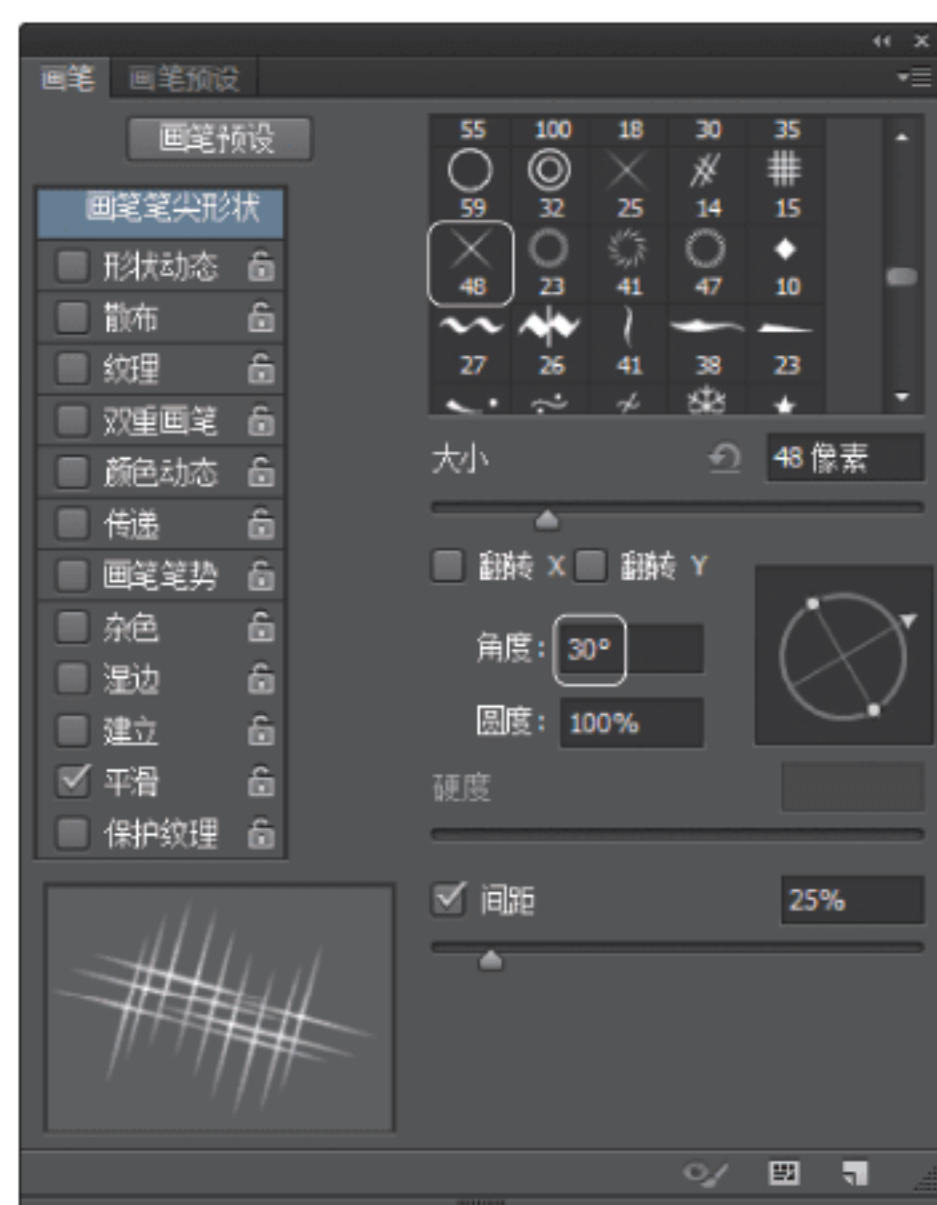 画笔 画笔预设
画笔预设
画笔笔尖形状
形状动态
散布
纹理
双重画笔
颜色动态
传递
画笔笔势
杂色
湿边
建立
平滑
保护纹理
55 100 18 30 35
59 32 25 14 15
48 23 41 47 10
27 26 41 38 23
大小 48 像素
翻转 X 翻转 Y
角度: 30°
圆度: 100%
硬度
间距 25%